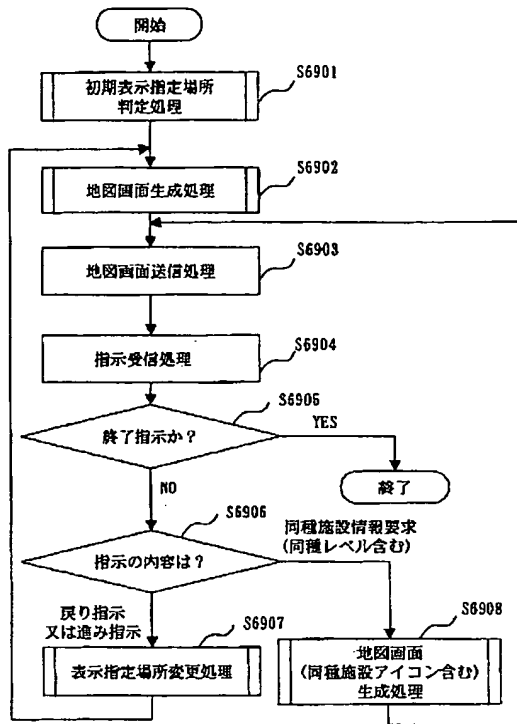 開始
S6901
初期表示指定場所
判定処理
S6902
地図画面生成処理
S6903
地図画面送信処理
S6904
指示受信処理
S6905
終了指示か？
YES
終了
NO
S6906
指示の内容は？
同種施設情報要求
(同種レベル含む)
戻り指示
又は進み指示
S6907
表示指定場所変更処理
S6908
地図画面
(同種施設アイコン含む)
生成処理